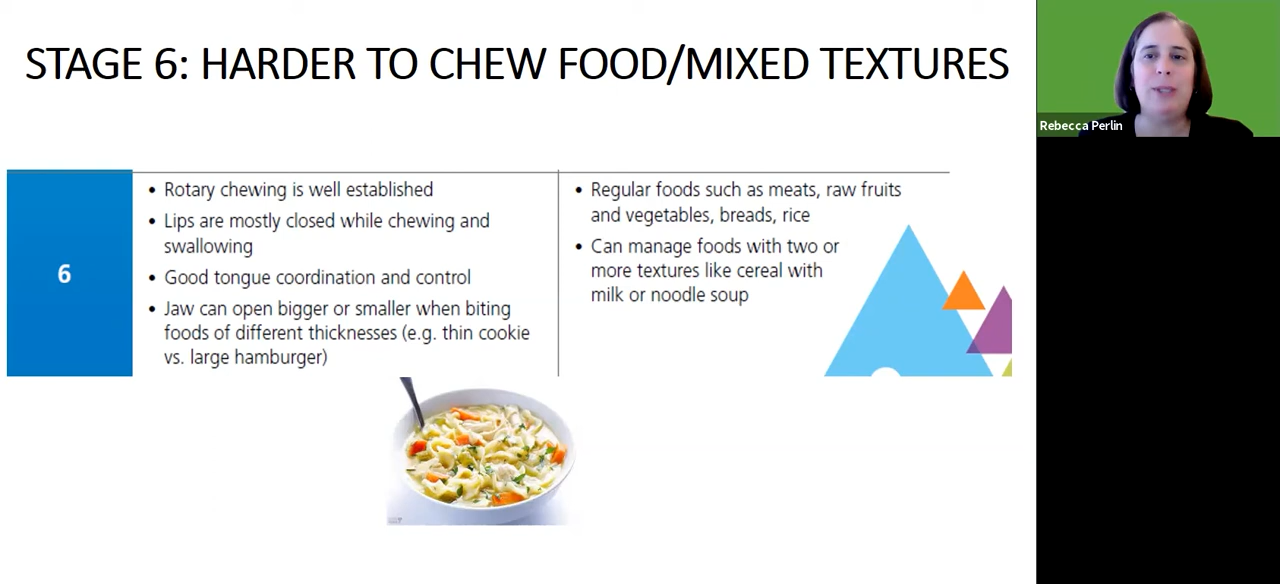 STAGE 6: HARDER TO CHEW FOOD/MIXED TEXTURES
Rebecca Perlin
6
• Rotary chewing is well established
• Lips are mostly closed while chewing and
swallowing
• Good tongue coordination and control
• Jaw can open bigger or smaller when biting
foods of different thicknesses (e.g. thin cookie
vs. large hamburger)
• Regular foods such as meats, raw fruits
and vegetables, breads, rice
• Can manage foods with two or
more textures like cereal with
milk or noodle soup